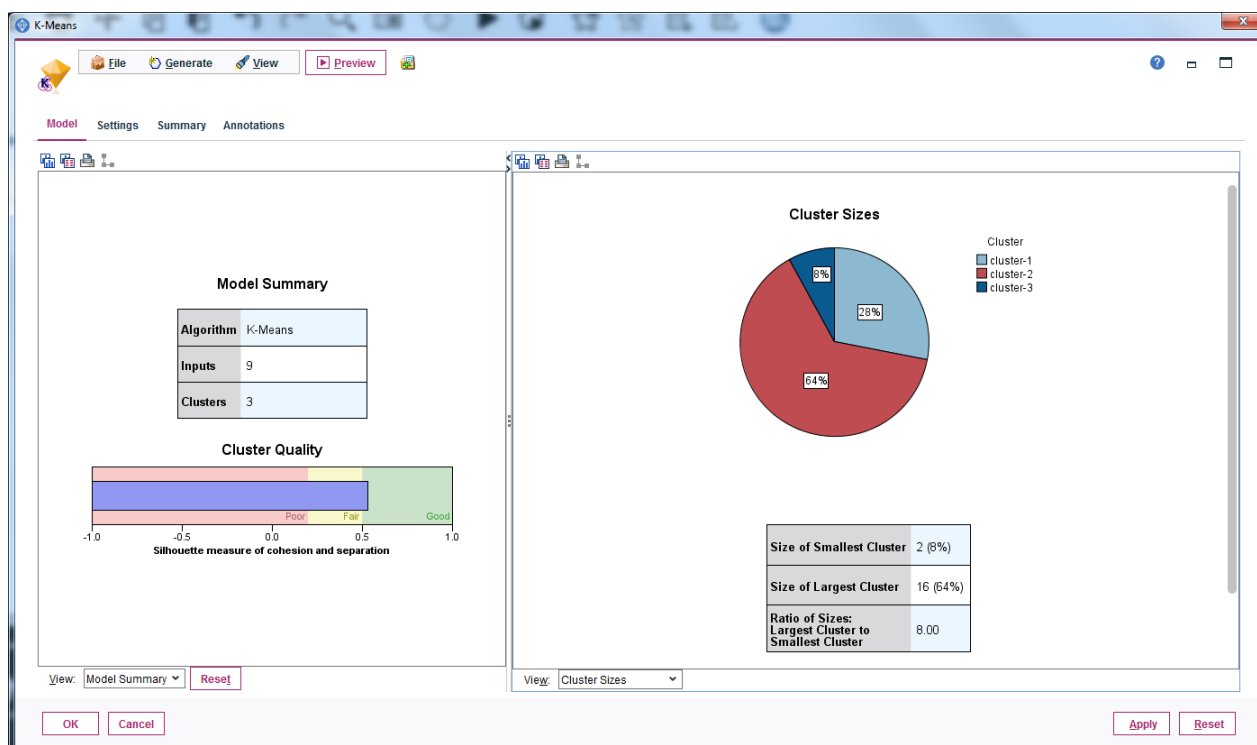 K-Means
File Generate View Preview
Model Settings Summary Annotations
Model Summary
Algorithm K-Means
Inputs 9
Clusters 3
Cluster Quality
Poor Fair Good
-1.0 -0.5 0.0 0.5 1.0
Silhouette measure of cohesion and separation
View: Model Summary Reset
Cluster Sizes
Cluster
cluster-1
cluster-2
cluster-3
8%
28%
64%
Size of Smallest Cluster 2 (8%)
Size of Largest Cluster 16 (64%)
Ratio of Sizes:
Largest Cluster to
Smallest Cluster 8.00
View: Cluster Sizes
OK Cancel Apply Reset